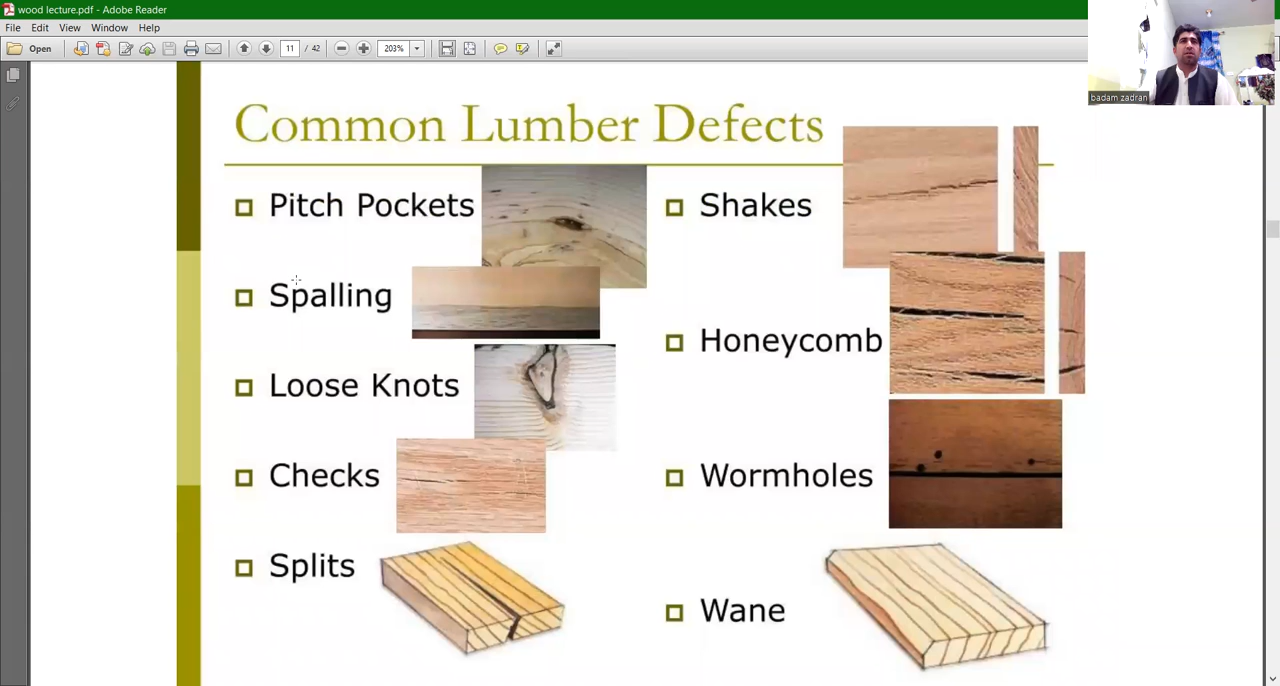 wood lecture.pdf - Adobe Reader
File Edit View Window Help
Open 11 / 42 203%
badam zadran
Common Lumber Defects
Pitch Pockets
Spalling
Loose Knots
Checks
Splits
Shakes
Honeycomb
Wormholes
Wane